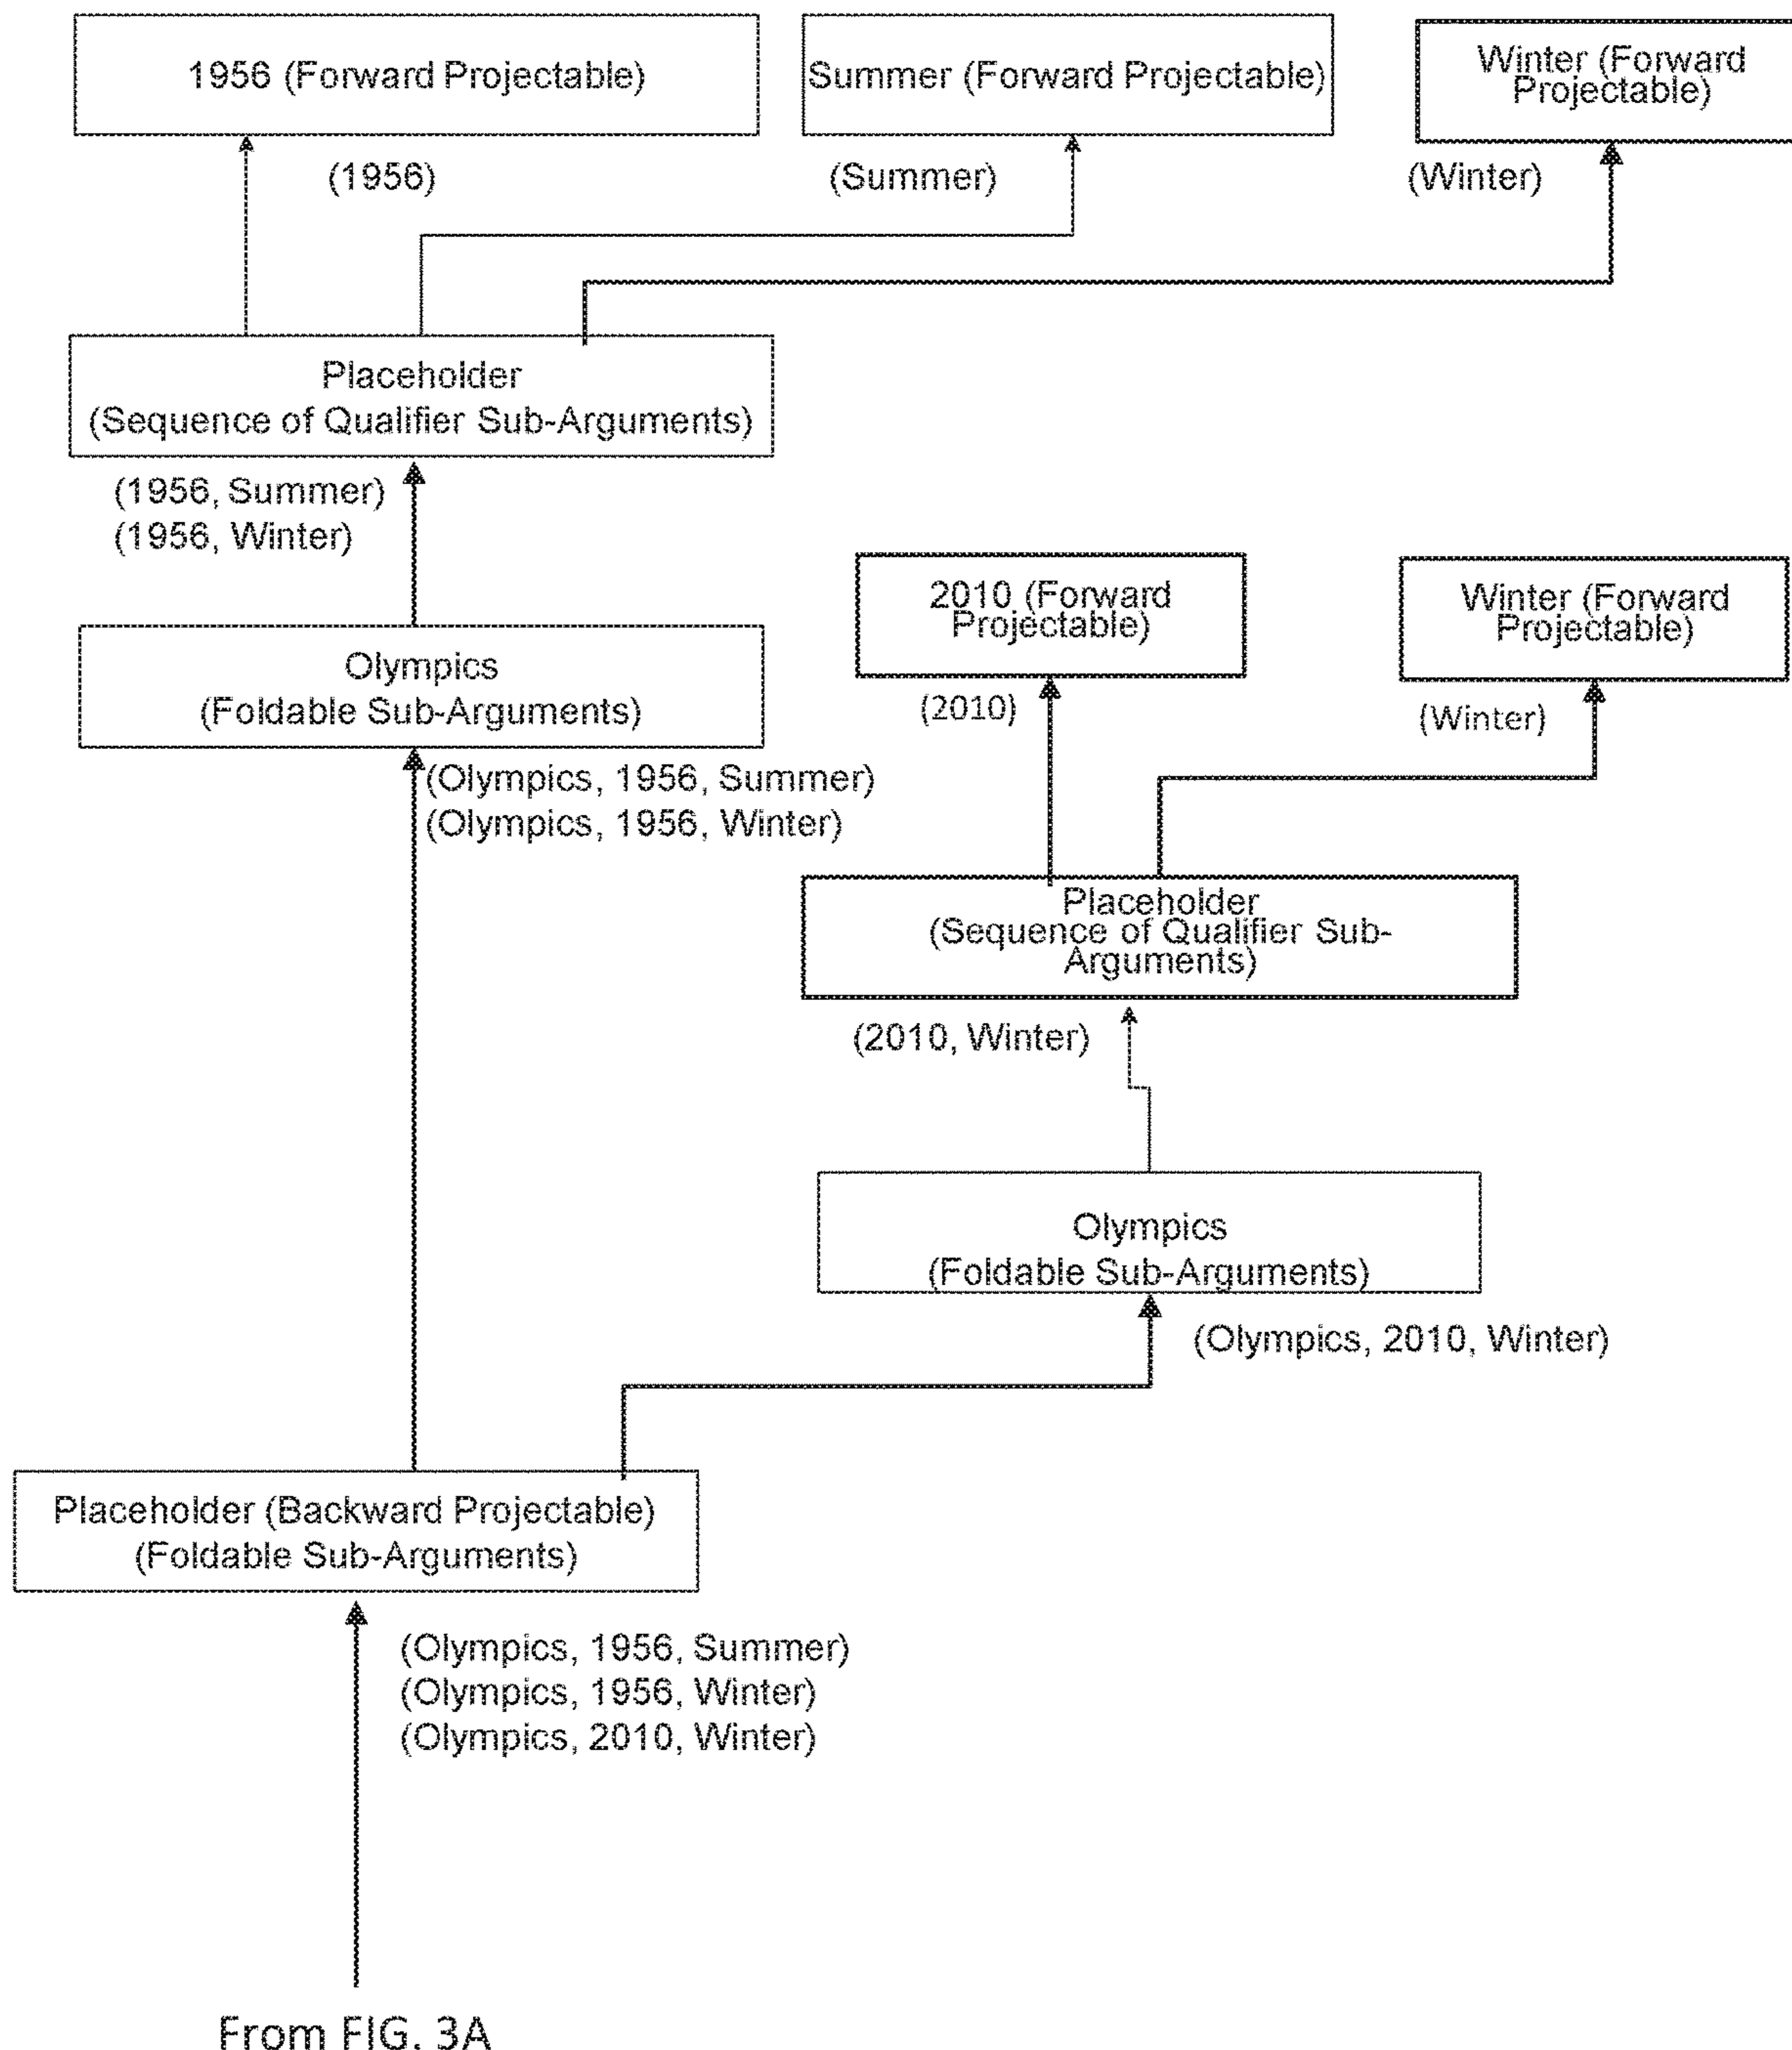 1956 (Forward Projectable)
Summer (Forward Projectable)
Winter (Forward
Projectable)
(1956)
(Summer)
(Winter)
Placeholder
(Sequence of Qualifier Sub-Arguments)
(1956, Summer)
(1956, Winter)
2010 (Forward
Projectable)
Winter (Forward
Projectable)
Olympics
(Foldable Sub-Arguments)
(2010)
(Winter)
(Olympics, 1956, Summer)
(Olympics, 1956, Winter)
Placeholder
(Sequence of Qualifier Sub-
Arguments)
(2010, Winter)
Olympics
(Foldable Sub-Arguments)
(Olympics, 2010, Winter)
Placeholder (Backward Projectable)
(Foldable Sub-Arguments)
(Olympics, 1956, Summer)
(Olympics, 1956, Winter)
(Olympics, 2010, Winter)
From FIG. 3A